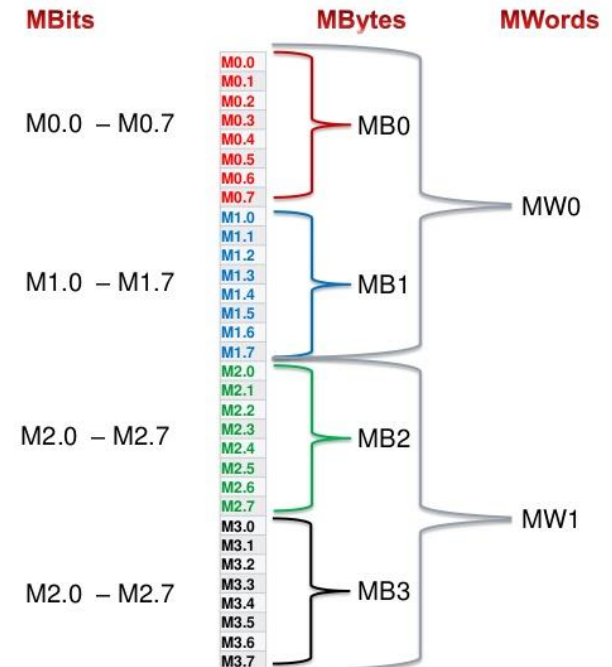 MBits MBytes MWords
M0.0
M0.1
M0.2
M0.3
M0.4
M0.5
M0.6
M0.7
M0.0 – M0.7
MB0
MW0
M1.0
M1.1
M1.2
M1.3
M1.4
M1.5
M1.6
M1.7
M1.0 – M1.7
MB1
M2.0
M2.1
M2.2
M2.3
M2.4
M2.5
M2.6
M2.7
M2.0 – M2.7
MB2
MW1
M3.0
M3.1
M3.2
M3.3
M3.4
M3.5
M3.6
M3.7
M2.0 – M2.7
MB3